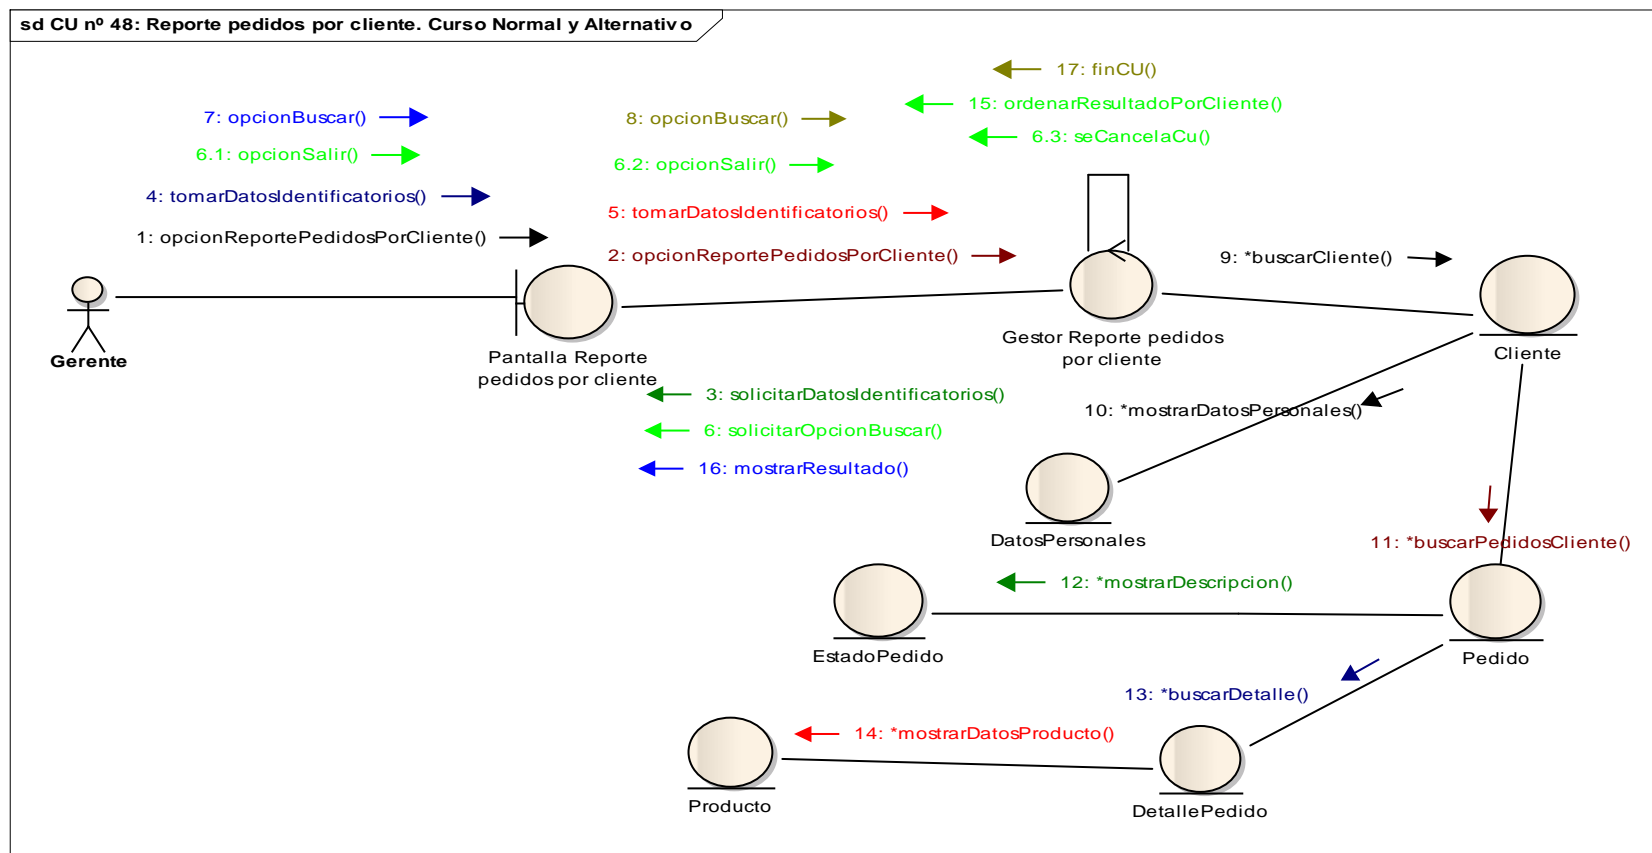 sd CU nº 48: Reporte pedidos por cliente. Curso Normal y Alternativo
17: finCU()
15: ordenarResultadoPorCliente()
7: opcionBuscar()
8: opcionBuscar()
6.3: seCancelaCu()
6.1: opcionSalir()
6.2: opcionSalir()
4: tomarDatosIdentificatorios()
5: tomarDatosIdentificatorios()
1: opcionReportePedidosPorCliente()
2: opcionReportePedidosPorCliente()
9: *buscarCliente()
Gerente
Pantalla Reporte
pedidos por cliente
Gestor Reporte pedidos
por cliente
Cliente
3: solicitarDatosIdentificatorios()
10: *mostrarDatosPersonales()
6: solicitarOpcionBuscar()
16: mostrarResultado()
DatosPersonales
11: *buscarPedidosCliente()
12: *mostrarDescripcion()
EstadoPedido
Pedido
13: *buscarDetalle()
14: *mostrarDatosProducto()
Producto
DetallePedido